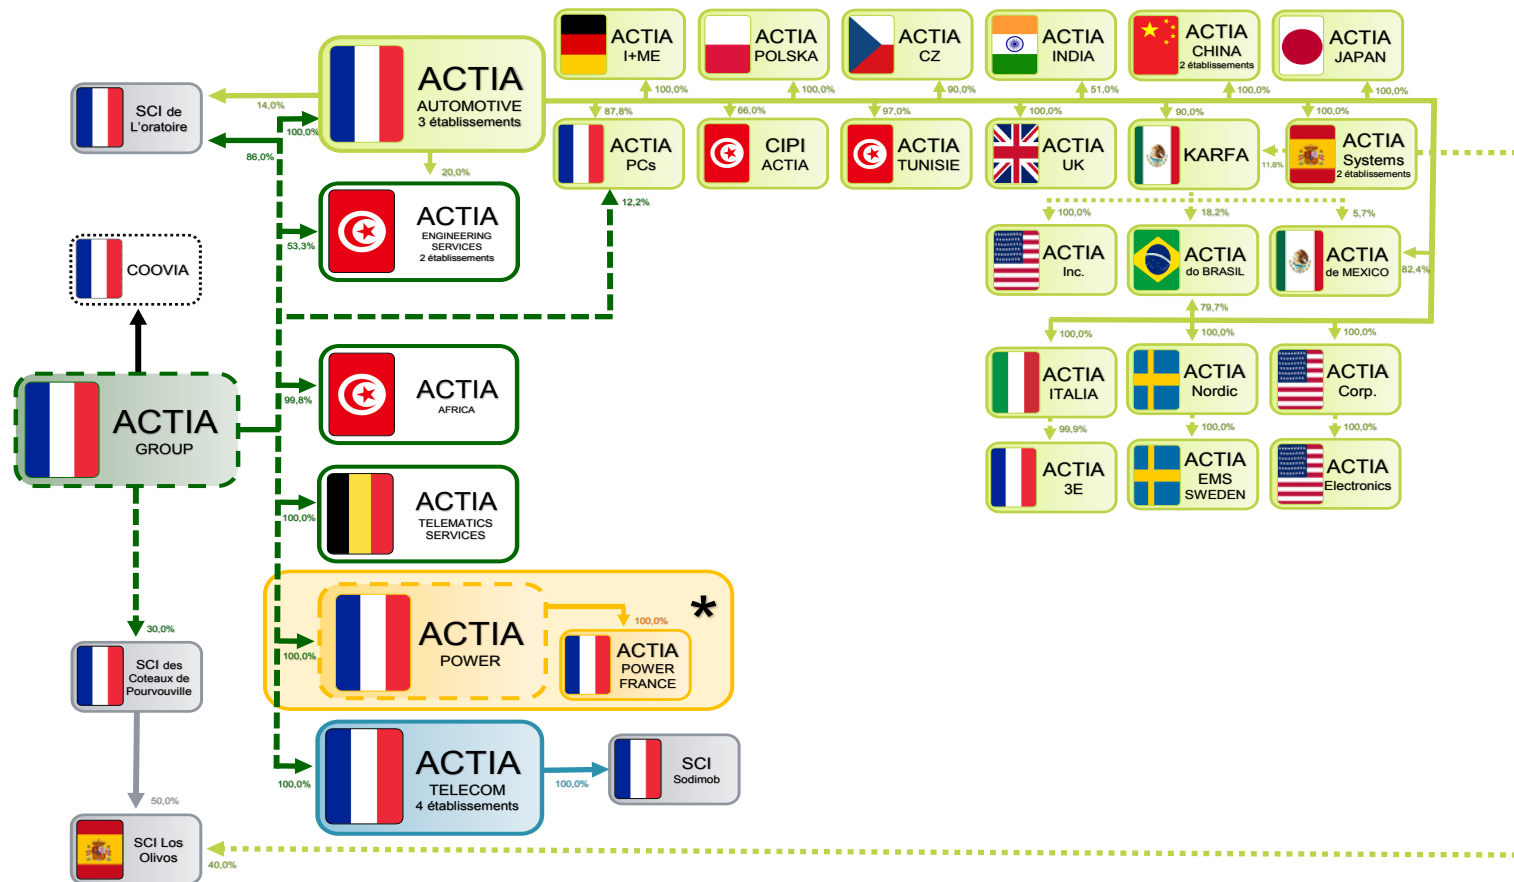 ACTIA
I+ME
ACTIA
POLSKA
ACTIA
CZ
ACTIA
INDIA
ACTIA
CHINA
2 établissements
ACTIA
JAPAN
100,0%
100,0%
90,0%
51,0%
100,0%
100,0%
ACTIA
AUTOMOTIVE
3 établissements
SCI de
L'oratoire
14,0%
100,0%
86,0%
87,8%
66,0%
97,0%
100,0%
90,0%
100,0%
ACTIA
PCs
CIPI
ACTIA
ACTIA
TUNISIE
ACTIA
UK
KARFA
11,8%
ACTIA
Systems
2 établissements
20,0%
12,2%
ACTIA
ENGINEERING
SERVICES
2 établissements
53,3%
100,0%
18,2%
5,7%
ACTIA
Inc.
ACTIA
do BRASIL
ACTIA
de MEXICO
82,4%
COOVIA
79,7%
100,0%
100,0%
100,0%
ACTIA
ITALIA
ACTIA
Nordic
ACTIA
Corp.
ACTIA
AFRICA
99,8%
ACTIA
GROUP
99,9%
100,0%
100,0%
ACTIA
3E
ACTIA
EMS
SWEDEN
ACTIA
Electronics
ACTIA
TELEMATICS
SERVICES
100,0%
*
ACTIA
POWER
100,0%
100,0%
ACTIA
POWER
FRANCE
30,0%
SCI des
Coteaux de
Pourvouville
ACTIA
TELECOM
4 établissements
100,0%
100,0%
SCI
Sodimob
50,0%
SCI Los
Olivos
40,0%